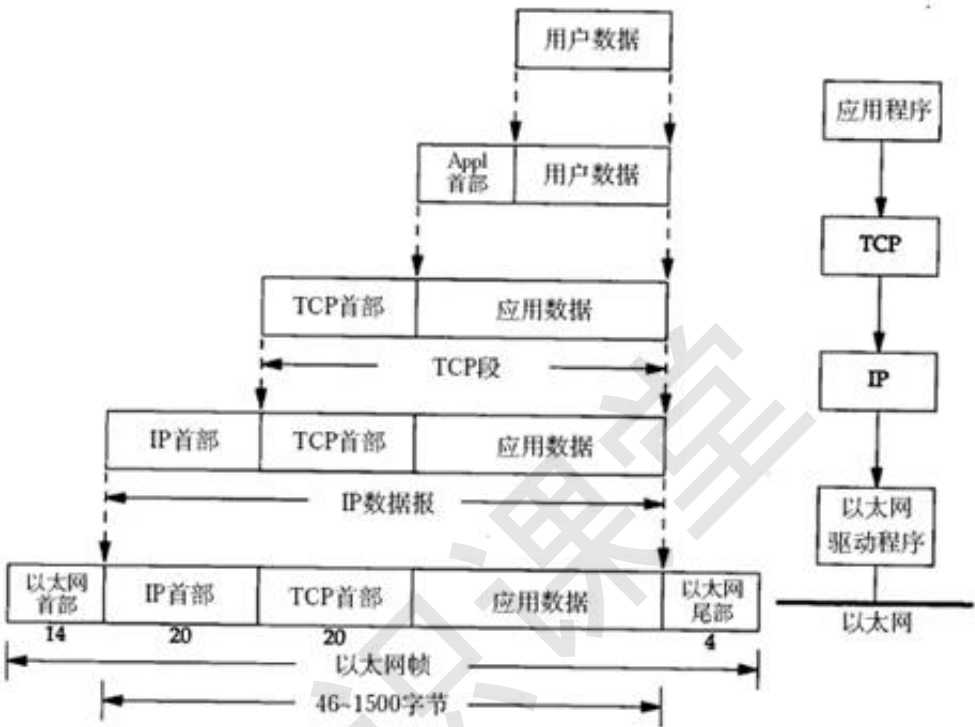 用户数据
应用程序
Appl
首部
用户数据
TCP
TCP首部
应用数据
TCP段
IP
IP首部
TCP首部
应用数据
IP数据报
以太网
驱动程序
以太网
首部
IP首部
TCP首部
应用数据
以太网
尾部
以太网
14
20
20
4
以太网帧
46~1500字节
识课堂